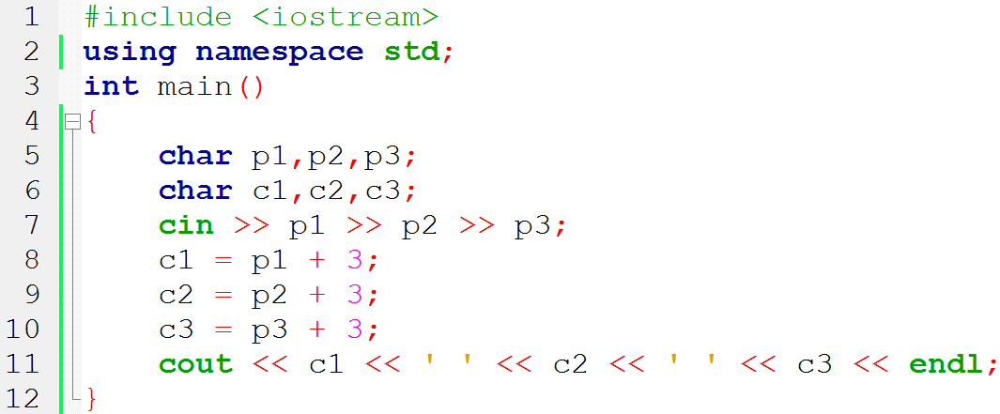 1 #include <iostream>
2 using namespace std;
3 int main()
4 {
5 char p1,p2,p3;
6 char c1,c2,c3;
7 cin >> p1 >> p2 >> p3;
8 c1 = p1 + 3;
9 c2 = p2 + 3;
10 c3 = p3 + 3;
11 cout << c1 << ' ' << c2 << ' ' << c3 << endl;
12 }